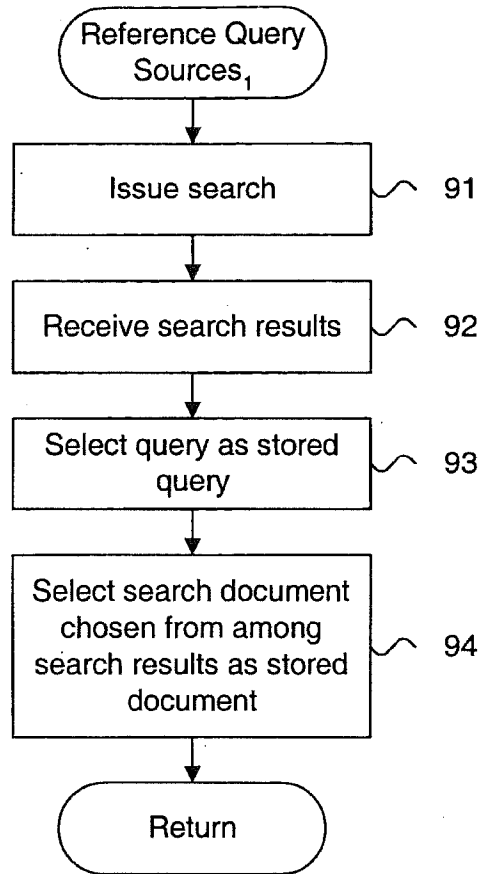 Reference Query
Sources₁
Issue search
91
Receive search results
92
Select query as stored
query
93
Select search document
chosen from among
search results as stored
document
94
Return